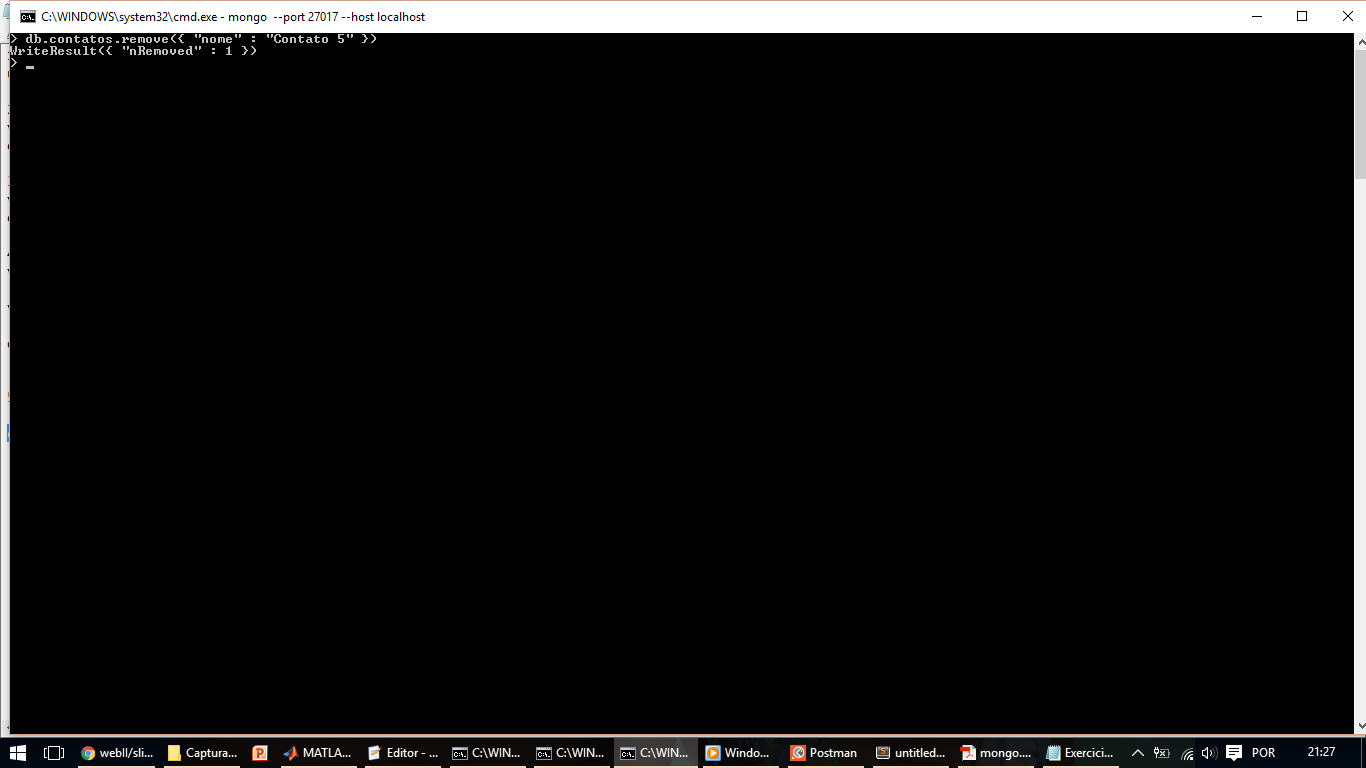 C:\WINDOWS\system32\cmd.exe - mongo --port 27017 --host localhost
> db.contatos.remove({ "nome" : "Contato 5" })
WriteResult({ "nRemoved" : 1 })
> _
webII/sli...
Captura...
MATLA...
Editor - ...
C:\WIN...
C:\WIN...
C:\WIN...
Windo...
Postman
untitled...
mongo....
Exercici...
POR
21:27